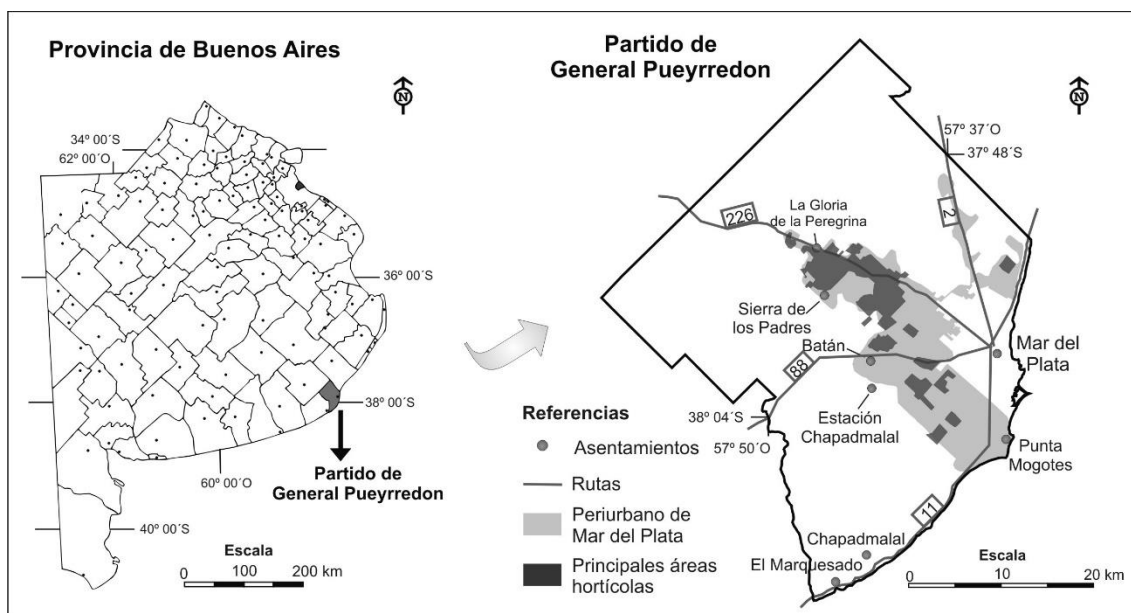 Provincia de Buenos Aires
N
34º 00´S
62º 00´O
36º 00´S
38º 00´S
60º 00´O
Partido de
General Pueyrredon
40º 00´S
Escala
0 100 200 km
Partido de
General Pueyrredon
N
57º 37´O
37º 48´S
226
La Gloria
de la Peregrina
2
Sierra de
los Padres
Batán
Mar del
Plata
88
38º 04´S
57º 50´O
Estación
Chapadmalal
Punta
Mogotes
11
Chapadmalal
El Marquesado
Referencias
Asentamientos
Rutas
Periurbano de
Mar del Plata
Principales áreas
hortícolas
Escala
0 10 20 km